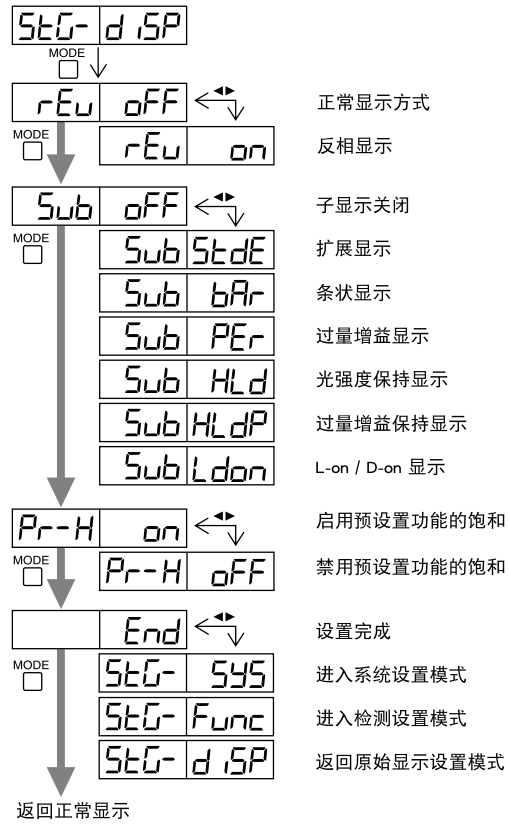 StG- diSP
MODE
rEv oFF 正常显示方式
MODE
rEv on 反相显示
Sub oFF 子显示关闭
MODE
Sub StdE 扩展显示
Sub bAr 条状显示
Sub PEr 过量增益显示
Sub HLd 光强度保持显示
Sub HLdP 过量增益保持显示
Sub Ldon L-on / D-on 显示
Pr-H on 启用预设置功能的饱和
MODE
Pr-H oFF 禁用预设置功能的饱和
End 设置完成
MODE
StG- SYS 进入系统设置模式
StG- Func 进入检测设置模式
StG- diSP 返回原始显示设置模式
返回正常显示